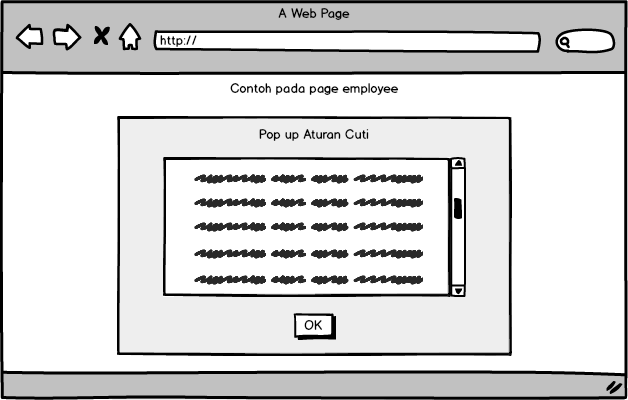 A Web Page
http://
Contoh pada page employee
Pop up Aturan Cuti
OK